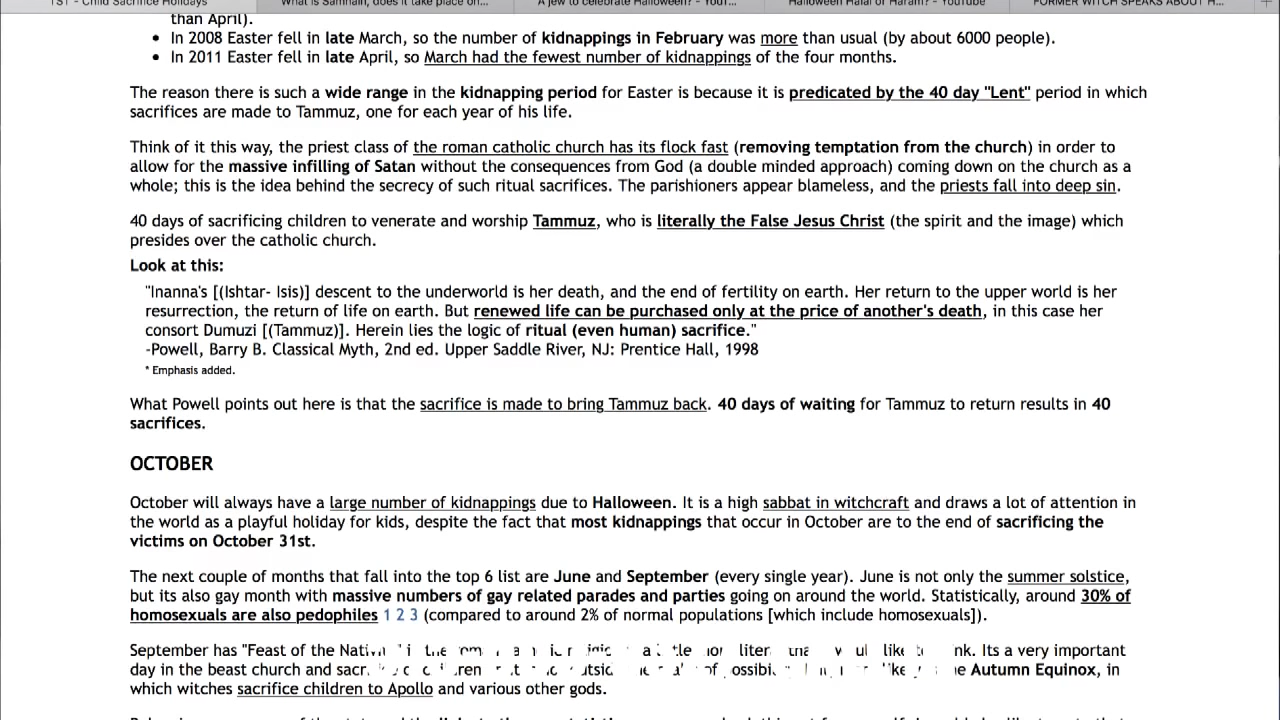 TST - Child Sacrifice Holidays
What is Samhain, does it take place on...
A jew to celebrate Halloween? - YouT...
Halloween Halal or Haram? - YouTube
FORMER WITCH SPEAKS ABOUT H...
than April).
• In 2008 Easter fell in late March, so the number of kidnappings in February was more than usual (by about 6000 people).
• In 2011 Easter fell in late April, so March had the fewest number of kidnappings of the four months.
The reason there is such a wide range in the kidnapping period for Easter is because it is predicated by the 40 day "Lent" period in which
sacrifices are made to Tammuz, one for each year of his life.
Think of it this way, the priest class of the roman catholic church has its flock fast (removing temptation from the church) in order to
allow for the massive infilling of Satan without the consequences from God (a double minded approach) coming down on the church as a
whole; this is the idea behind the secrecy of such ritual sacrifices. The parishioners appear blameless, and the priests fall into deep sin.
40 days of sacrificing children to venerate and worship Tammuz, who is literally the False Jesus Christ (the spirit and the image) which
presides over the catholic church.
Look at this:
"Inanna's [(Ishtar- Isis)] descent to the underworld is her death, and the end of fertility on earth. Her return to the upper world is her
resurrection, the return of life on earth. But renewed life can be purchased only at the price of another's death, in this case her
consort Dumuzi [(Tammuz)]. Herein lies the logic of ritual (even human) sacrifice."
-Powell, Barry B. Classical Myth, 2nd ed. Upper Saddle River, NJ: Prentice Hall, 1998
* Emphasis added.
What Powell points out here is that the sacrifice is made to bring Tammuz back. 40 days of waiting for Tammuz to return results in 40
sacrifices.
OCTOBER
October will always have a large number of kidnappings due to Halloween. It is a high sabbat in witchcraft and draws a lot of attention in
the world as a playful holiday for kids, despite the fact that most kidnappings that occur in October are to the end of sacrificing the
victims on October 31st.
The next couple of months that fall into the top 6 list are June and September (every single year). June is not only the summer solstice,
but its also gay month with massive numbers of gay related parades and parties going on around the world. Statistically, around 30% of
homosexuals are also pedophiles 1 2 3 (compared to around 2% of normal populations [which include homosexuals]).
September has "Feast of the Its a very important
day in the beast church and Autumn Equinox, in
which witches sacrifice children to Apollo and various other gods.